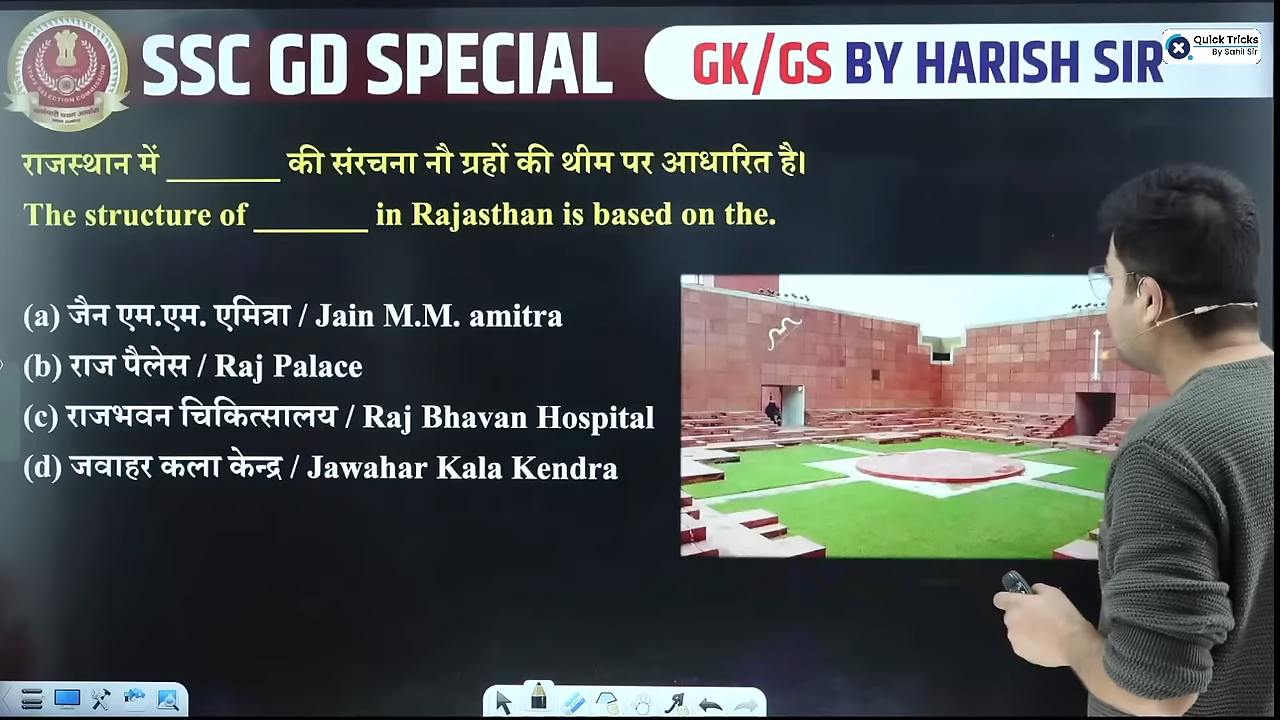 SSC GD SPECIAL
GK/GS BY HARISH SIR
Quick Tricks
By Sahil Sir
राजस्थान में _______ की संरचना नौ ग्रहों की थीम पर आधारित है।
The structure of _______ in Rajasthan is based on the.
(a) जैन एम.एम. एमित्रा / Jain M.M. amitra
(b) राज पैलेस / Raj Palace
(c) राजभवन चिकित्सालय / Raj Bhavan Hospital
(d) जवाहर कला केन्द्र / Jawahar Kala Kendra